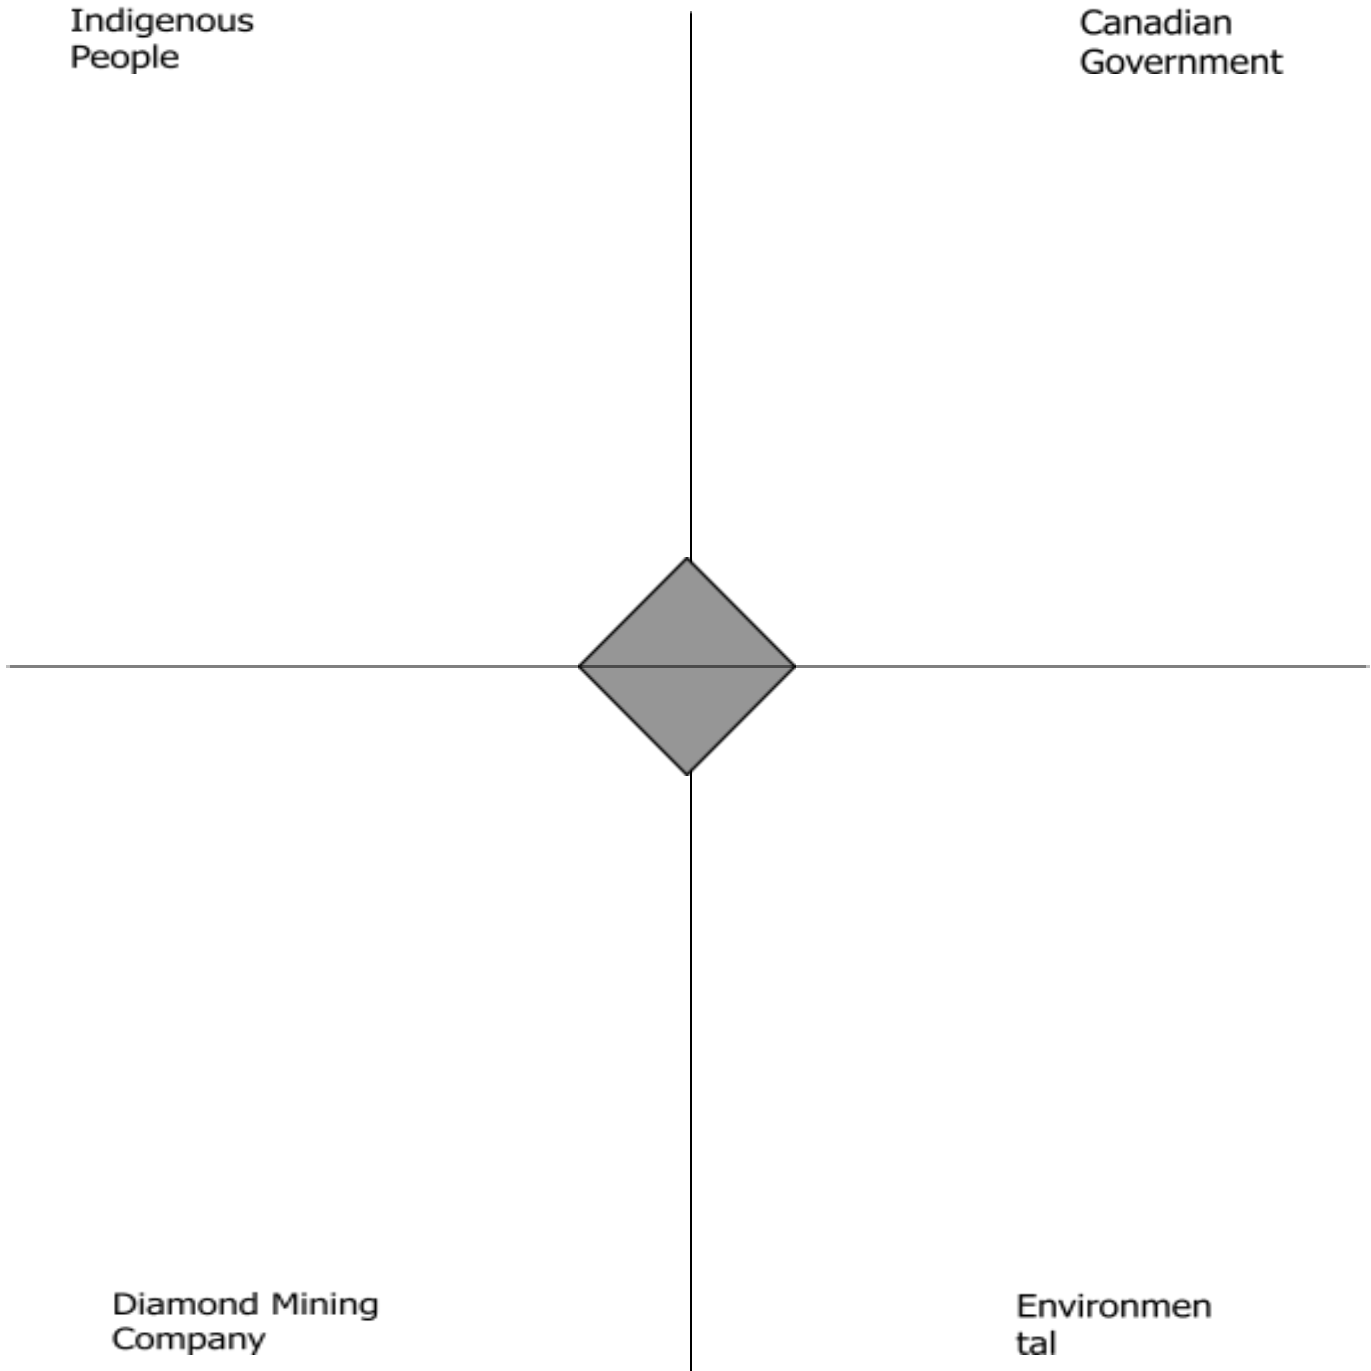 Indigenous
People
Canadian
Government
Diamond Mining
Company
Environmen
tal